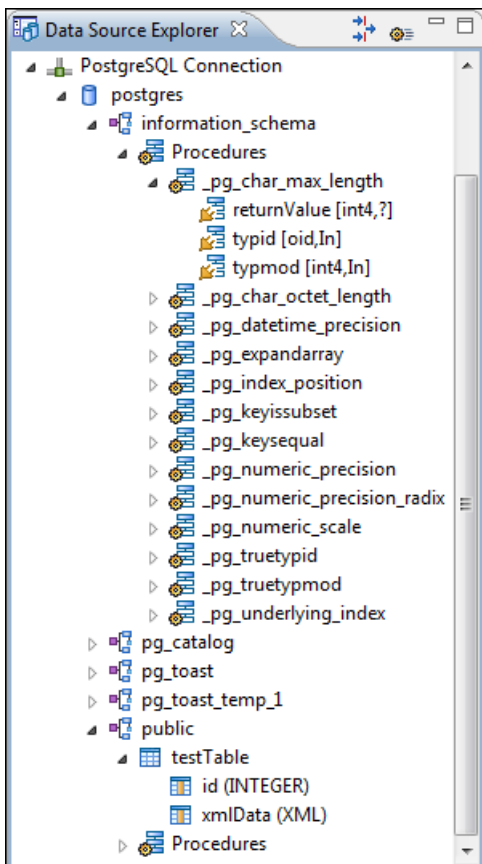 Data Source Explorer
PostgreSQL Connection
postgres
information_schema
Procedures
_pg_char_max_length
returnValue [int4,?]
typid [oid,In]
typmod [int4,In]
_pg_char_octet_length
_pg_datetime_precision
_pg_expandarray
_pg_index_position
_pg_keyissubset
_pg_keysequal
_pg_numeric_precision
_pg_numeric_precision_radix
_pg_numeric_scale
_pg_truetypid
_pg_truetypmod
_pg_underlying_index
pg_catalog
pg_toast
pg_toast_temp_1
public
testTable
id (INTEGER)
xmlData (XML)
Procedures